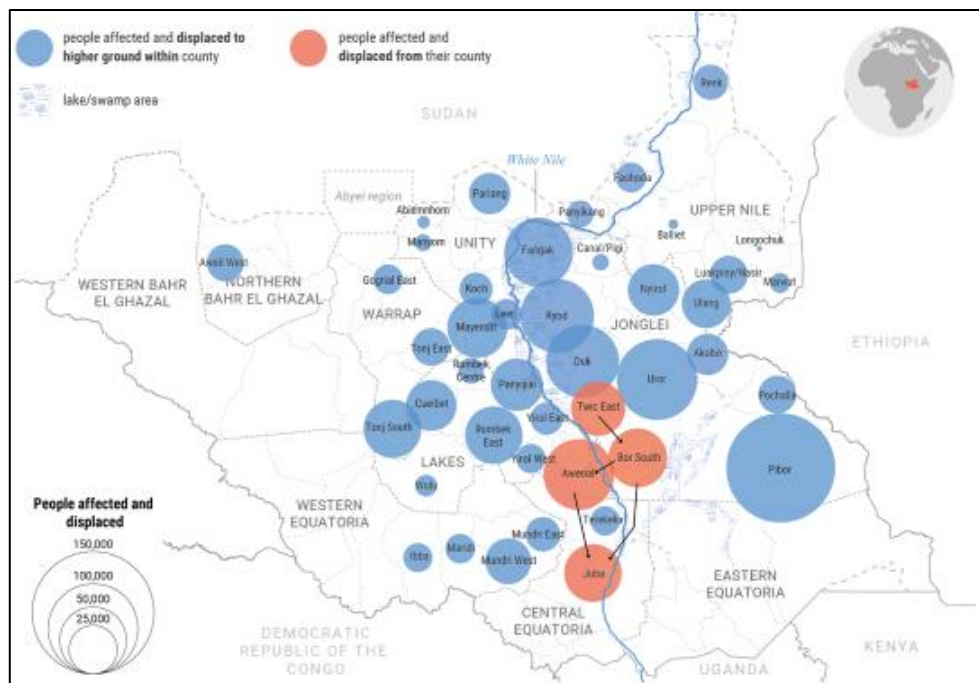 people affected and displaced to
higher ground within county
people affected and
displaced from their county
lake/swamp area
SUDAN
Renk
White Nile
Fashoda
Abyei region
Pariang
Abiemnhom
Panyikang
UPPER NILE
Mayom
UNITY
Baliet
Longochuk
Fangak
Canal/Pigi
Aweil West
WESTERN BAHR
EL GHAZAL
NORTHERN
BAHR EL GHAZAL
Gogrial East
Koch
Nyirol
Luakpiny/Nasir
Maiwut
Ulang
WARRAP
Leer
Ayod
Mayendit
JONGLEI
ETHIOPIA
Tonj East
Rumbek
Centre
Duk
Akobo
Panyijiar
Uror
Pochalla
Cueibet
Twic East
Tonj South
Rumbek
East
Yirol East
Bor South
LAKES
Yirol West
Awerial
Pibor
Wulu
People affected and
displaced
WESTERN
EQUATORIA
Terekeka
Mundri East
150,000
Ibba
Maridi
Mundri West
Juba
100,000
50,000
25,000
EASTERN
EQUATORIA
CENTRAL
EQUATORIA
DEMOCRATIC
REPUBLIC OF THE
CONGO
UGANDA
KENYA